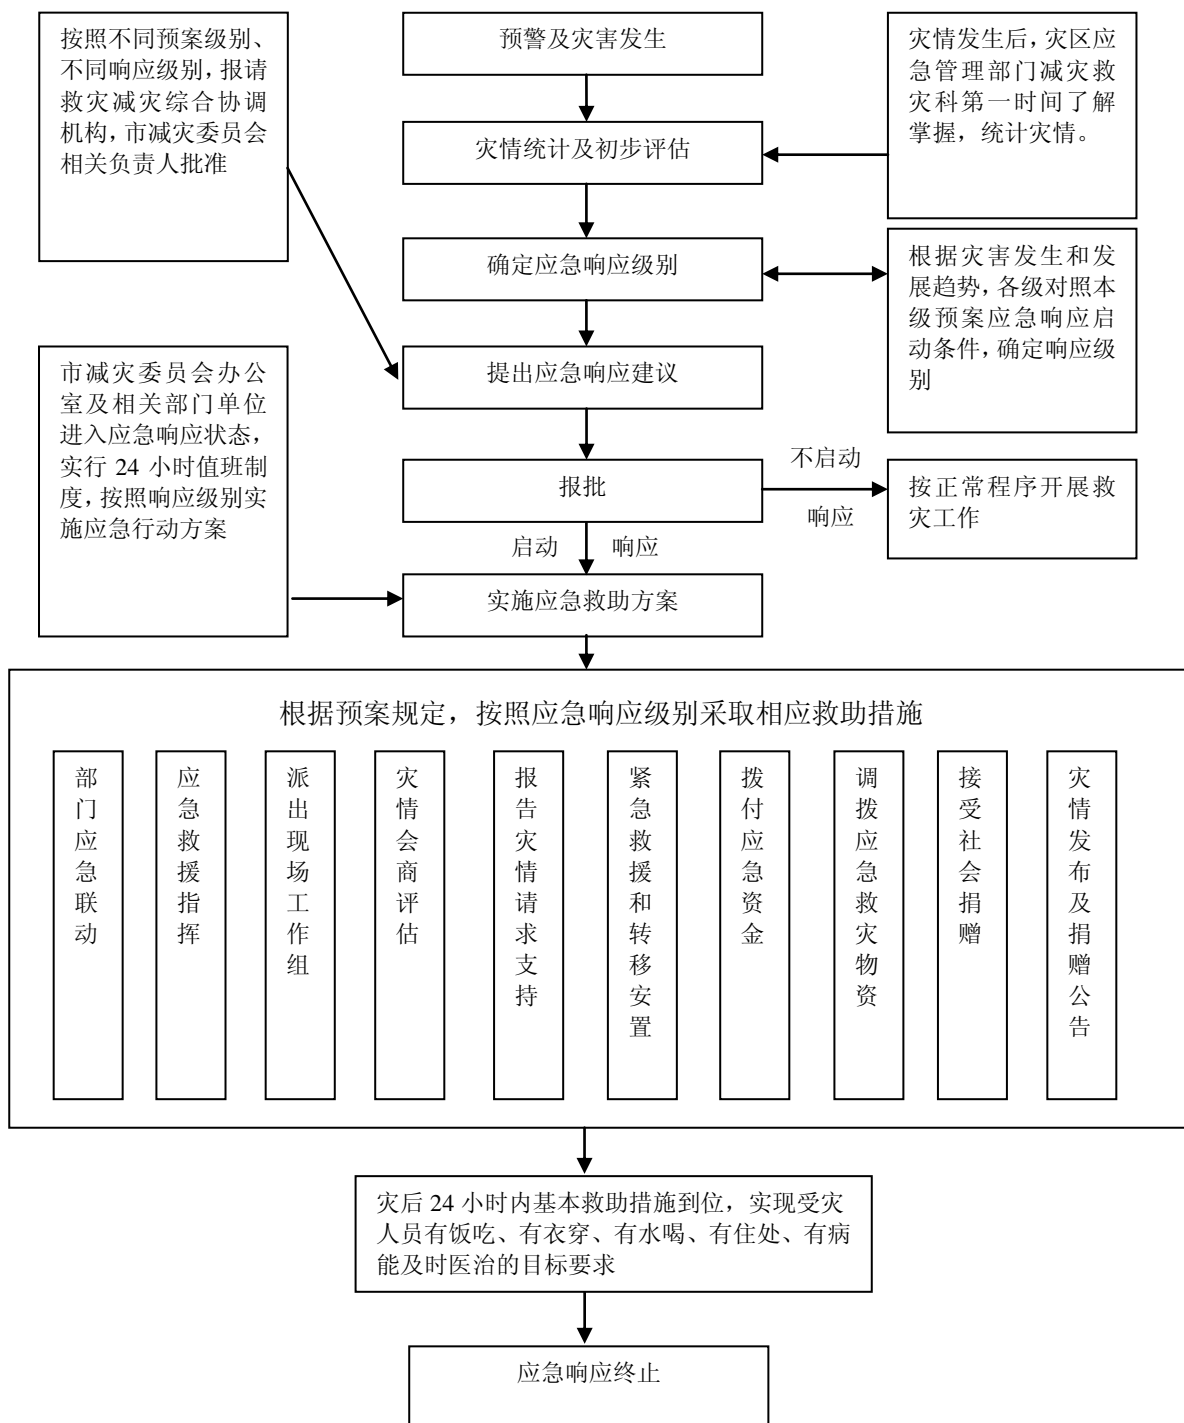 按照不同预案级别、
不同响应级别，报请
救灾减灾综合协调
机构，市减灾委员会
相关负责人批准
预警及灾害发生
灾情发生后，灾区应
急管理部门减灾救
灾科第一时间了解
掌握，统计灾情。
灾情统计及初步评估
确定应急响应级别
根据灾害发生和发
展趋势，各级对照本
级预案应急响应启
动条件，确定响应级
别
市减灾委员会办公
室及相关部门单位
进入应急响应状态，
实行 24 小时值班制
度，按照响应级别实
施应急行动方案
提出应急响应建议
报批
不启动
响应
按正常程序开展救
灾工作
启动 响应
实施应急救助方案
根据预案规定，按照应急响应级别采取相应救助措施
部门应急联动
应急救援指挥
派出现场工作组
灾情会商评估
报告灾情请求支持
紧急救援和转移安置
拨付应急资金
调拨应急救灾物资
接受社会捐赠
灾情发布及捐赠公告
灾后 24 小时内基本救助措施到位，实现受灾
人员有饭吃、有衣穿、有水喝、有住处、有病
能及时医治的目标要求
应急响应终止